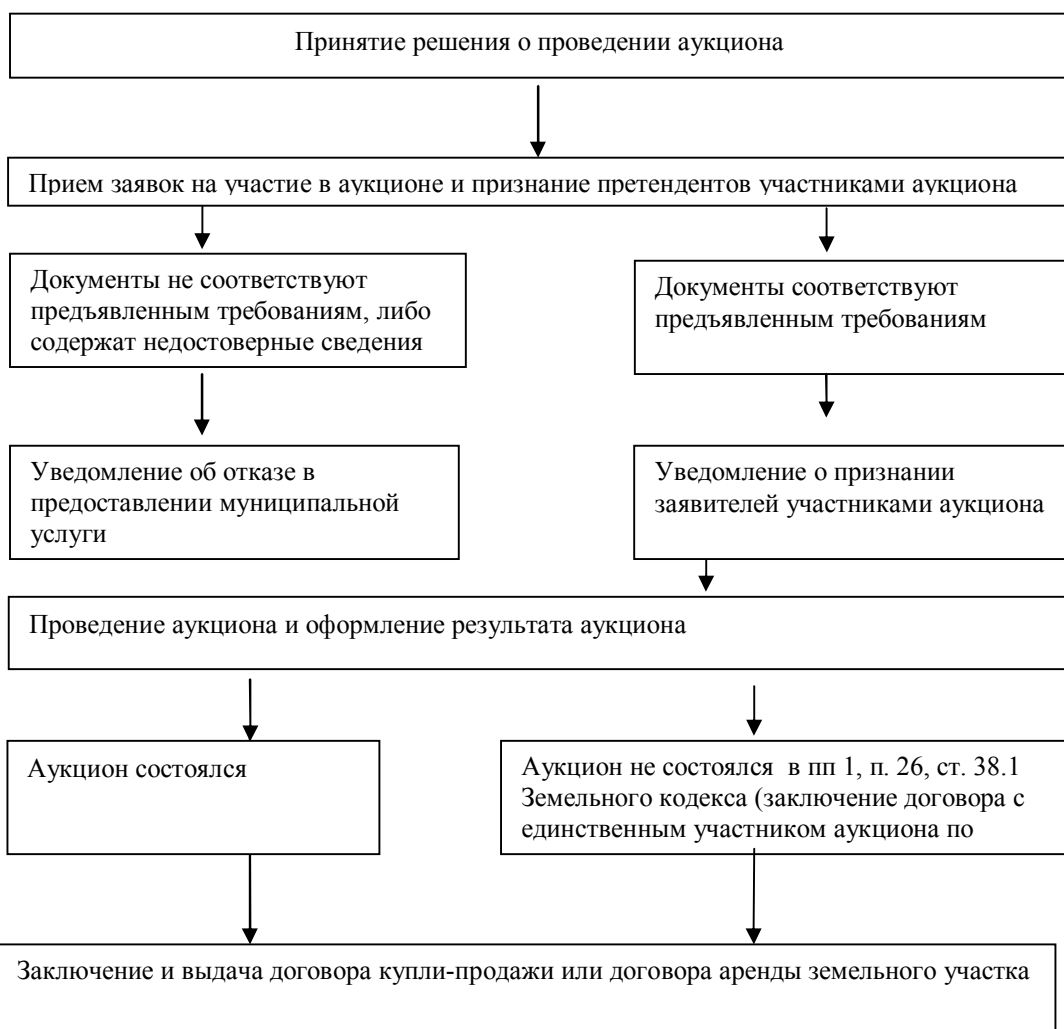 Принятие решения о проведении аукциона
Прием заявок на участие в аукционе и признание претендентов участниками аукциона
Документы не соответствуют
предъявленным требованиям, либо
содержат недостоверные сведения
Документы соответствуют
предъявленным требованиям
Уведомление об отказе в
предоставлении муниципальной
услуги
Уведомление о признании
заявителей участниками аукциона
Проведение аукциона и оформление результата аукциона
Аукцион состоялся
Аукцион не состоялся в пп 1, п. 26, ст. 38.1
Земельного кодекса (заключение договора с
единственным участником аукциона по
Заключение и выдача договора купли-продажи или договора аренды земельного участка